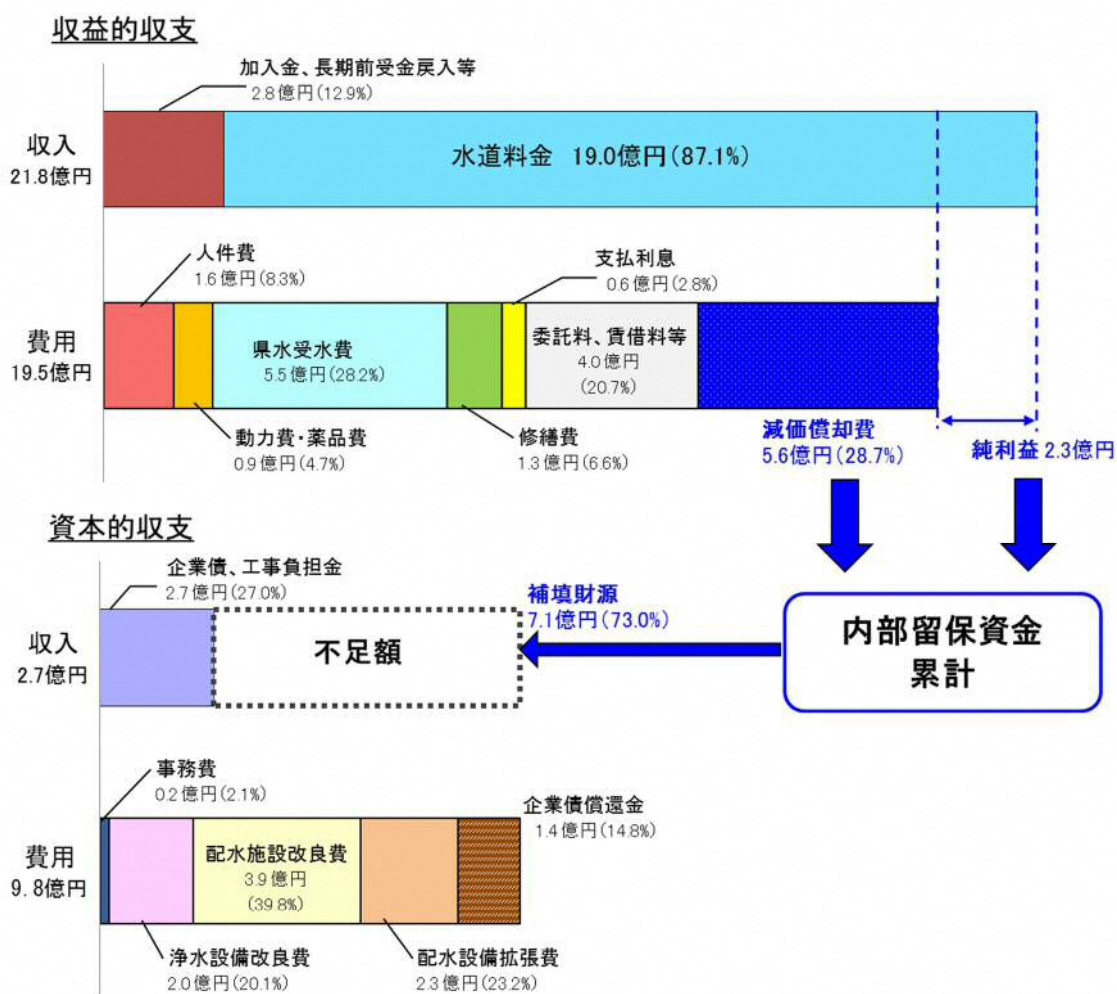 収益的収支
加入金、長期前受金戻入等
2.8億円(12.9%)
収入
21.8億円
水道料金 19.0億円(87.1%)
人件費
1.6億円(8.3%)
支払利息
0.6億円(2.8%)
費用
19.5億円
県水受水費
5.5億円(28.2%)
委託料、賃借料等
4.0億円
(20.7%)
動力費・薬品費
0.9億円(4.7%)
修繕費
1.3億円(6.6%)
減価償却費
5.6億円(28.7%)
純利益 2.3億円
資本的収支
企業債、工事負担金
2.7億円(27.0%)
収入
2.7億円
不足額
補填財源
7.1億円(73.0%)
内部留保資金
累計
事務費
0.2億円(2.1%)
企業債償還金
1.4億円(14.8%)
費用
9.8億円
配水施設改良費
3.9億円
(39.8%)
浄水設備改良費
2.0億円(20.1%)
配水設備拡張費
2.3億円(23.2%)